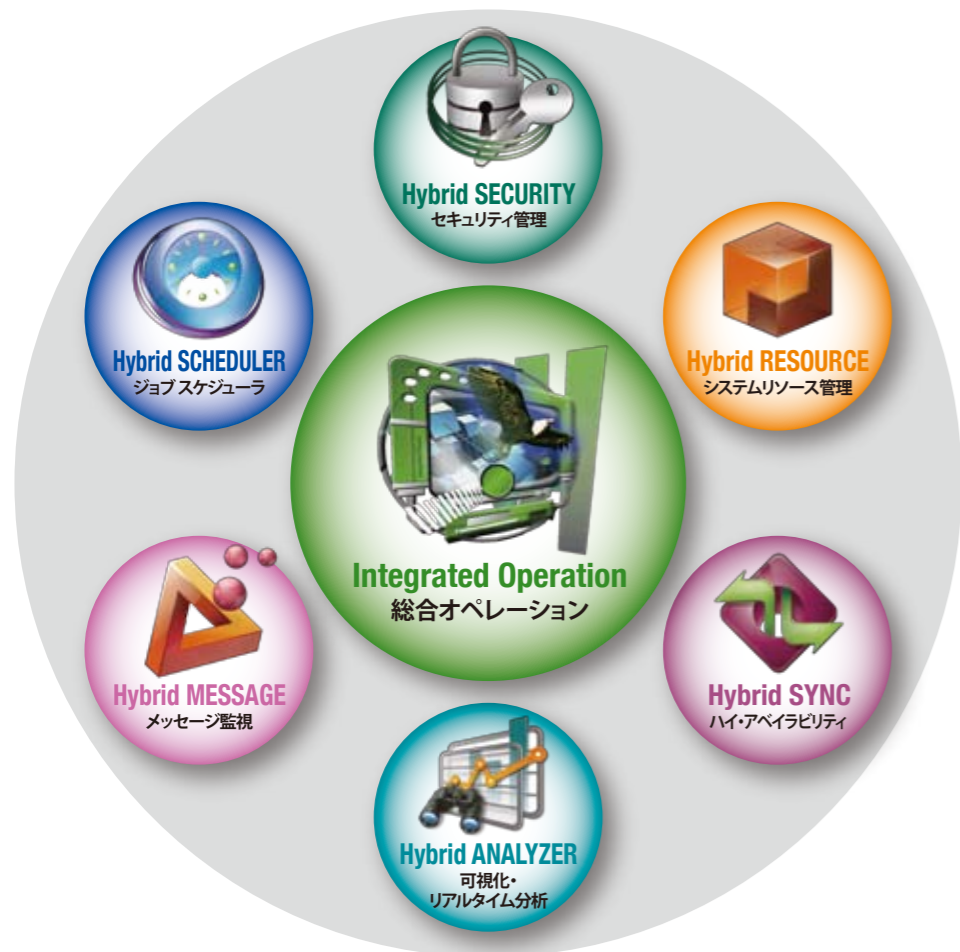 Hybrid SECURITY
セキュリティ管理
Hybrid SCHEDULER
ジョブ スケジューラ
Hybrid RESOURCE
システムリソース管理
Integrated Operation
総合オペレーション
Hybrid MESSAGE
メッセージ監視
Hybrid SYNC
ハイ・アベイラビリティ
Hybrid ANALYZER
可視化・
リアルタイム分析